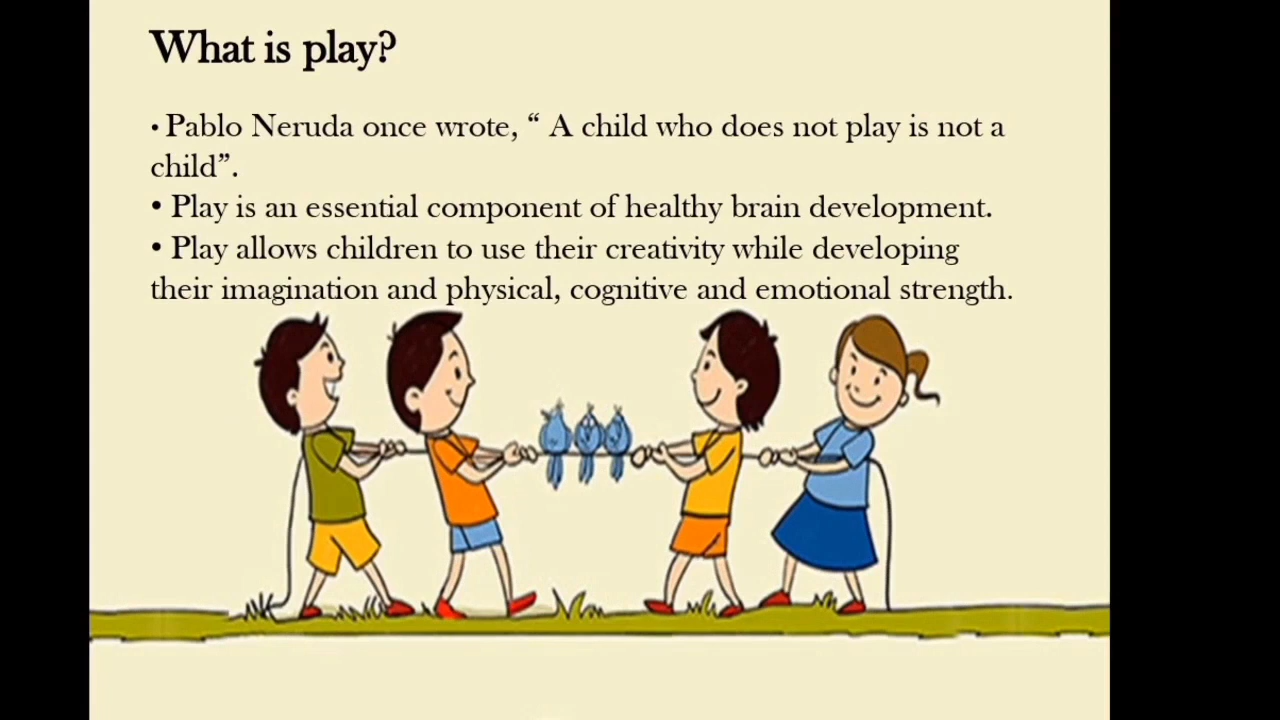 What is play?
• Pablo Neruda once wrote, “ A child who does not play is not a
child”.
• Play is an essential component of healthy brain development.
• Play allows children to use their creativity while developing
their imagination and physical, cognitive and emotional strength.